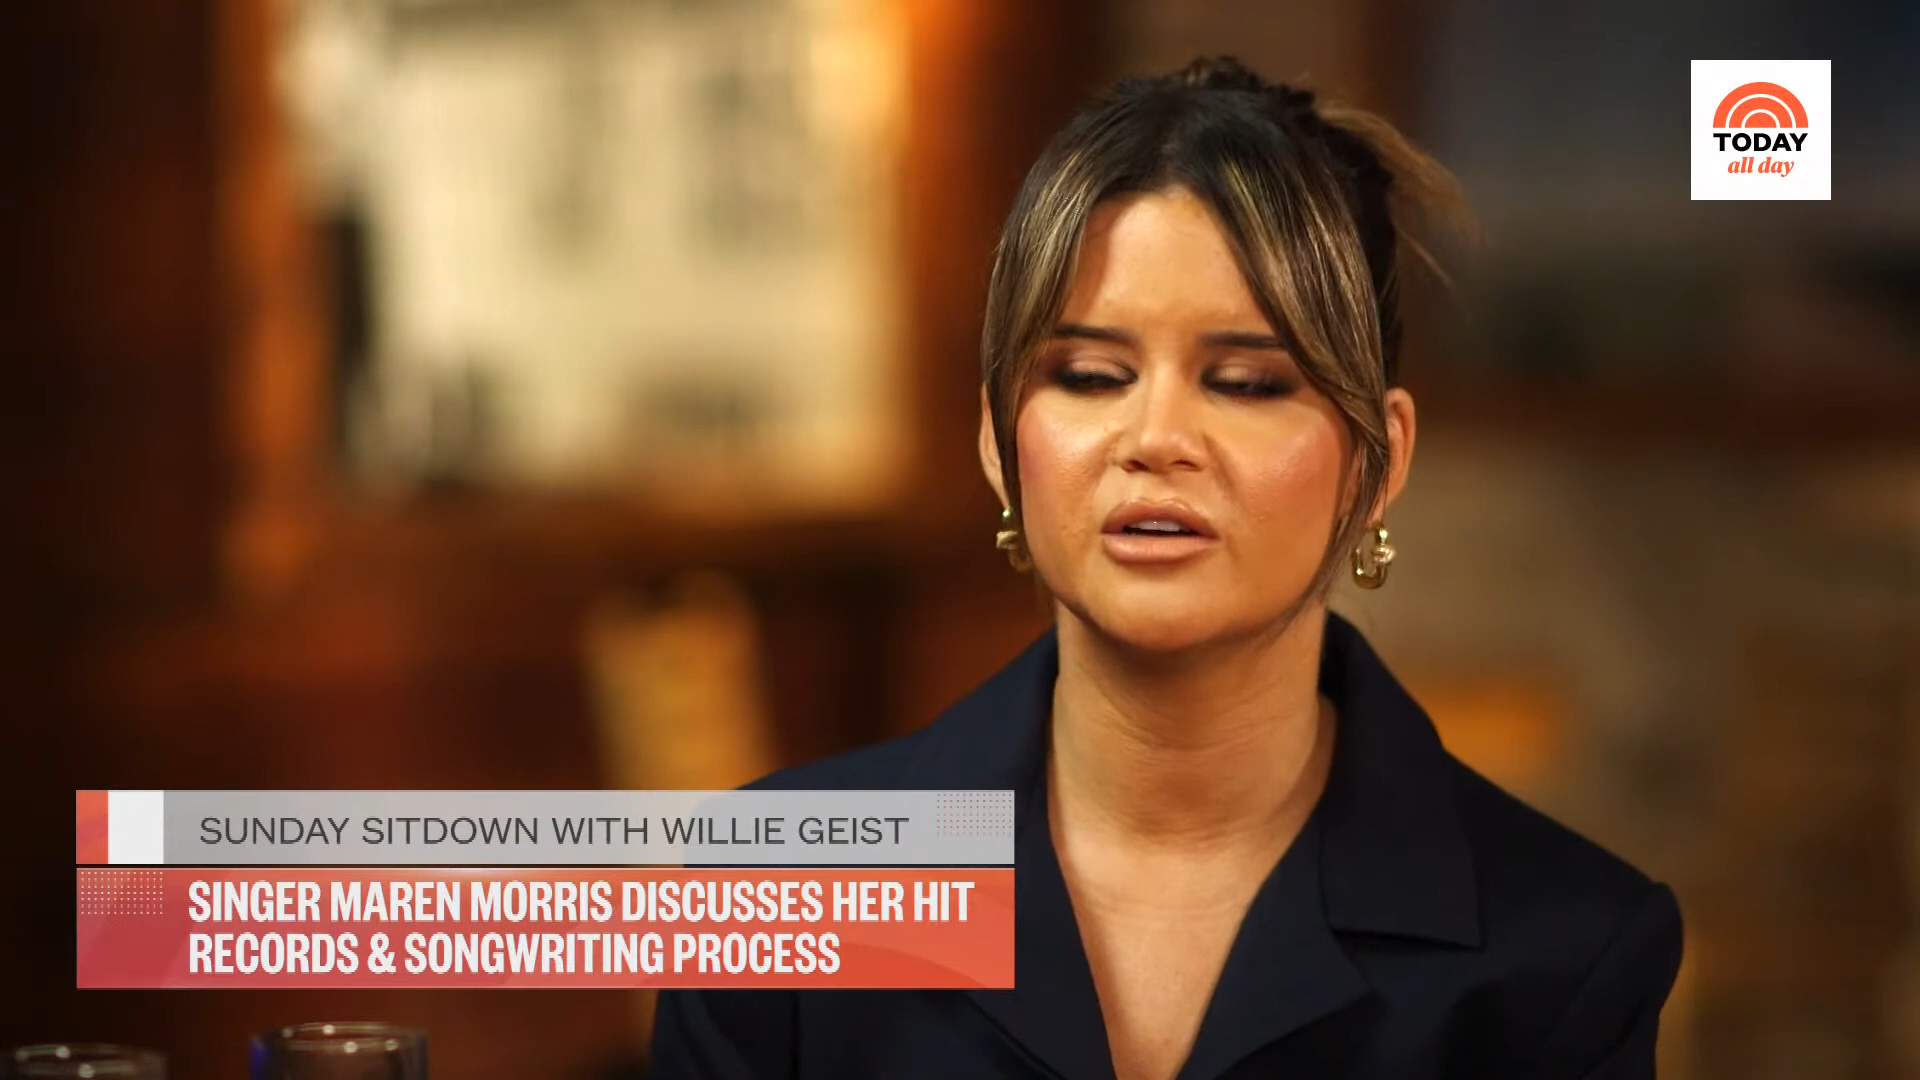 TODAY
all day
SUNDAY SITDOWN WITH WILLIE GEIST
SINGER MAREN MORRIS DISCUSSES HER HIT
RECORDS & SONGWRITING PROCESS